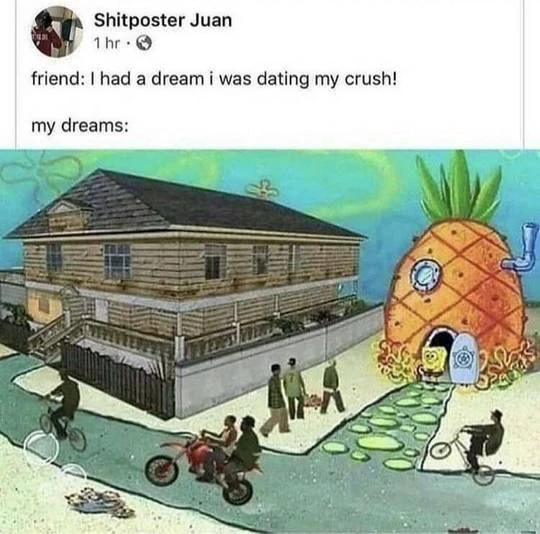 Shitposter Juan
1 hr ·
friend: I had a dream i was dating my crush!
my dreams: